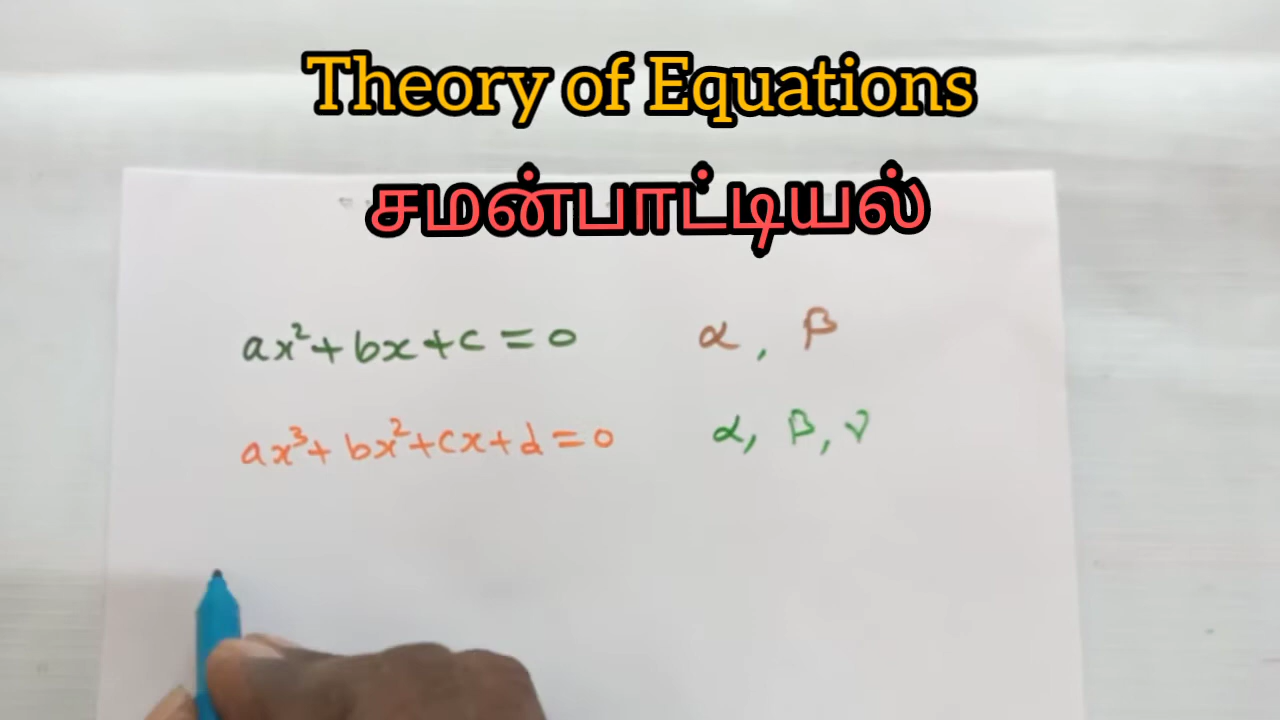 Theory of Equations
சமன்பாட்டியல்
ax²+bx+c=0 α, β
ax³+bx²+cx+d=0 α, β, γ